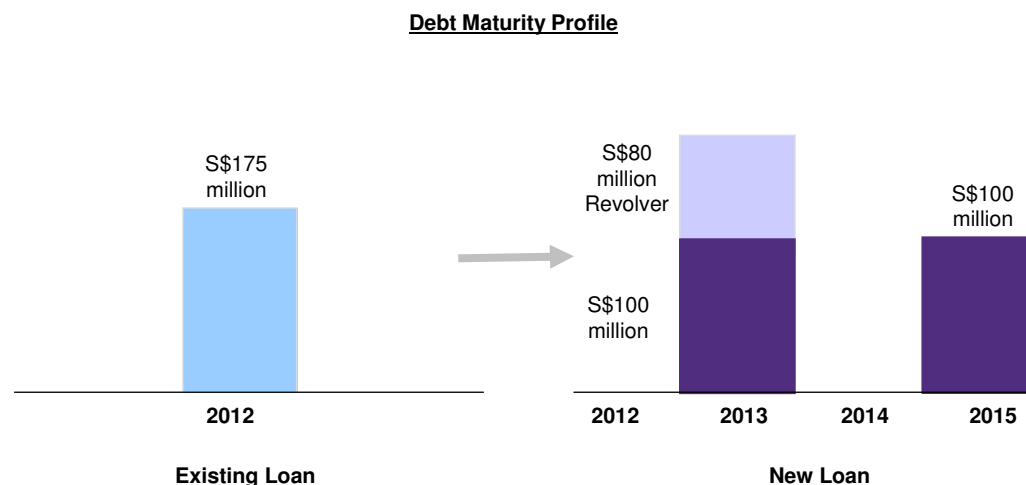 Debt Maturity Profile
S$175
million
2012
Existing Loan
S$80
million
Revolver
S$100
million
S$100
million
2012 2013 2014 2015
New Loan